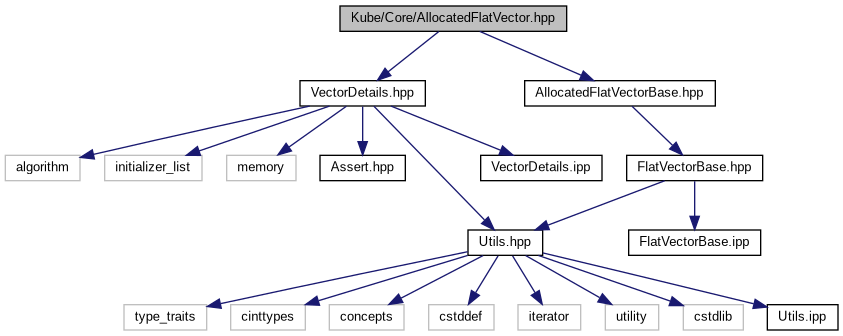 Kube/Core/AllocatedFlatVector.hpp
VectorDetails.hpp
AllocatedFlatVectorBase.hpp
algorithm
initializer_list
memory
Assert.hpp
VectorDetails.ipp
FlatVectorBase.hpp
Utils.hpp
FlatVectorBase.ipp
type_traits
cinttypes
concepts
cstddef
iterator
utility
cstdlib
Utils.ipp